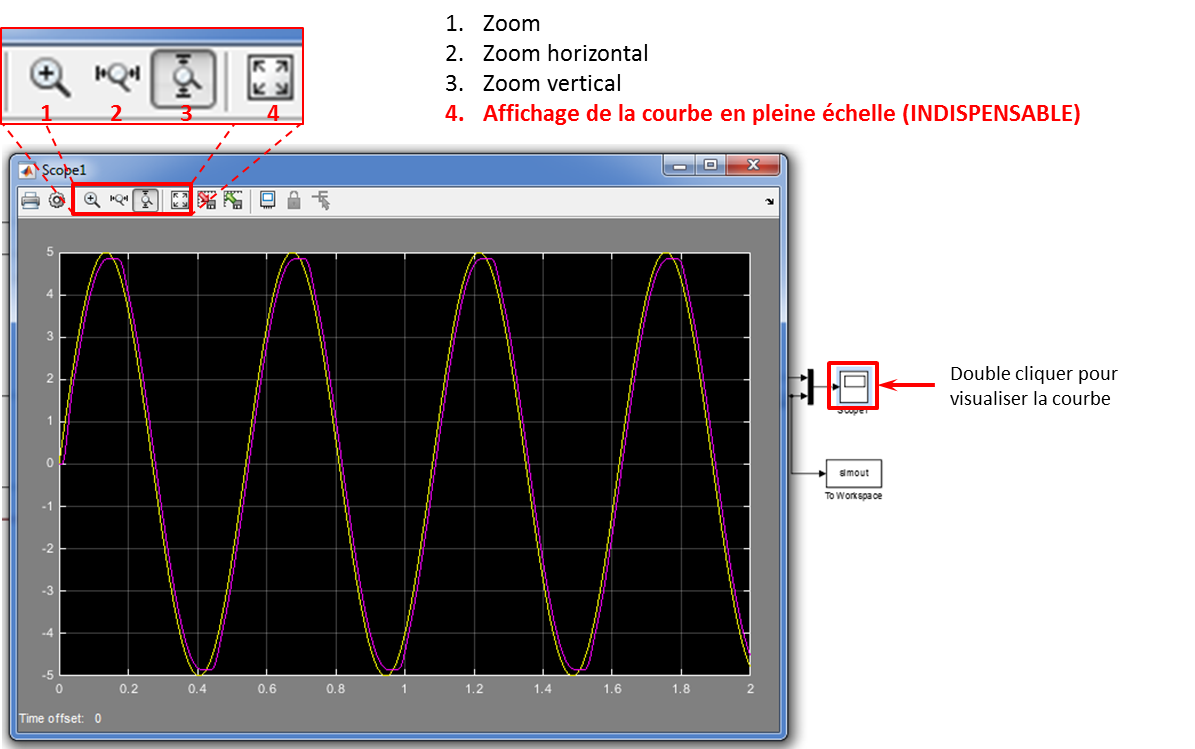 1. Zoom
2. Zoom horizontal
3. Zoom vertical
4. Affichage de la courbe en pleine échelle (INDISPENSABLE)
1 2 3 4
Scope1
5
4
3
2
1
0
-1
-2
-3
-4
-5
0 0.2 0.4 0.6 0.8 1 1.2 1.4 1.6 1.8 2
Time offset: 0
Double cliquer pour
visualiser la courbe
Scope1
simout
To Workspace